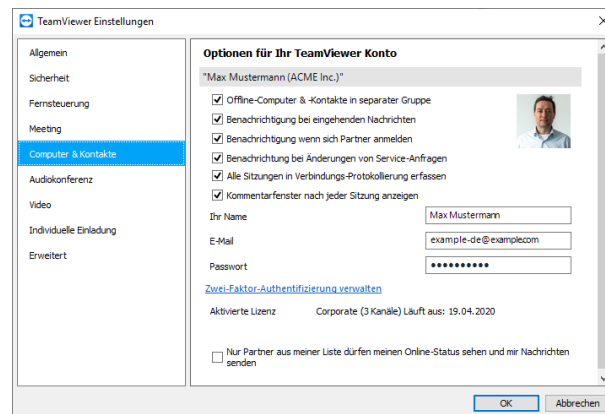 TeamViewer Einstellungen
Allgemein
Sicherheit
Fernsteuerung
Meeting
Computer & Kontakte
Audiokonferenz
Video
Individuelle Einladung
Erweitert
Optionen für Ihr TeamViewer Konto
"Max Mustermann (ACME Inc.)"
Offline-Computer & -Kontakte in separater Gruppe
Benachrichtigung bei eingehenden Nachrichten
Benachrichtigung wenn sich Partner anmelden
Benachrichtung bei Änderungen von Service-Anfragen
Alle Sitzungen in Verbindungs-Protokollierung erfassen
Kommentarfenster nach jeder Sitzung anzeigen
Ihr Name Max Mustermann
E-Mail example-de@example.com
Passwort ••••••••••
Zwei-Faktor-Authentifizierung verwalten
Aktivierte Lizenz Corporate (3 Kanäle) Läuft aus: 19.04.2020
Nur Partner aus meiner Liste dürfen meinen Online-Status sehen und mir Nachrichten
senden
OK Abbrechen